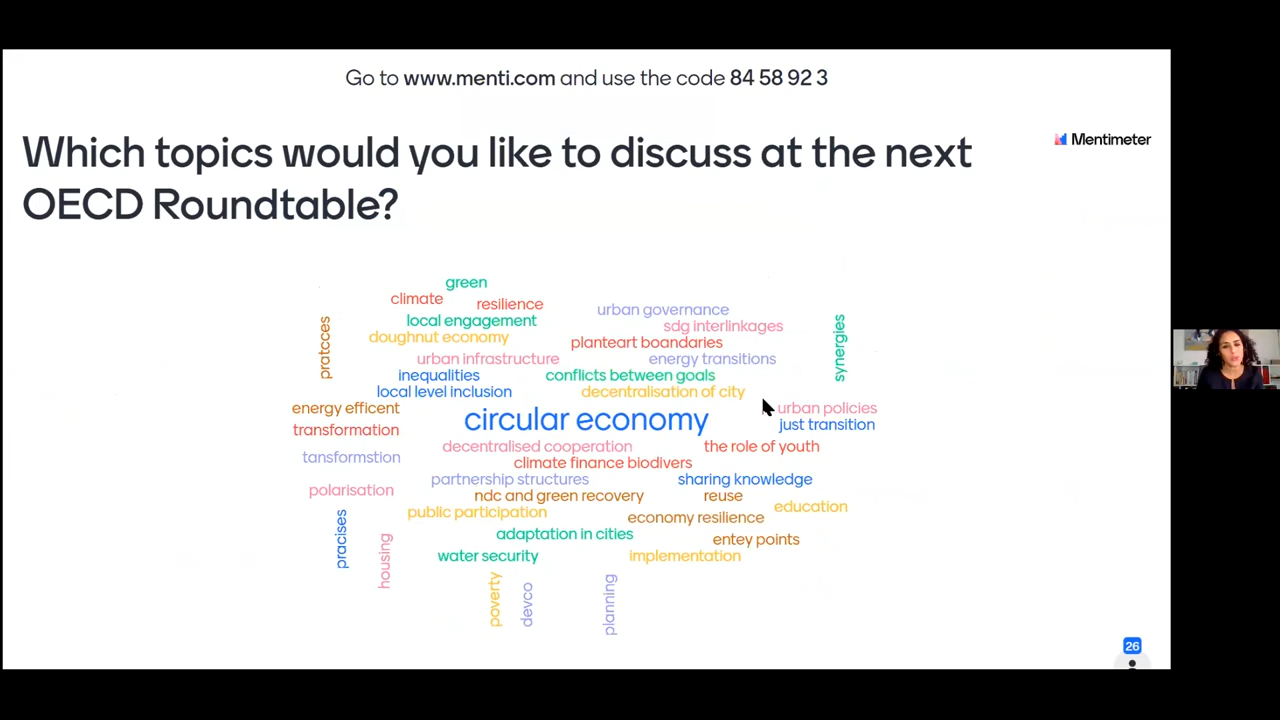 Go to www.menti.com and use the code 84 58 92 3
Which topics would you like to discuss at the next
OECD Roundtable?
Mentimeter
green
climate
resilience
urban governance
local engagement
sdg interlinkages
doughnut economy
planteart boundaries
pratcces
synergies
urban infrastructure
energy transitions
inequalities
conflicts between goals
local level inclusion
decentralisation of city
energy efficent
circular economy
urban policies
just transition
transformation
decentralised cooperation
the role of youth
tansformstion
climate finance biodivers
partnership structures
sharing knowledge
polarisation
ndc and green recovery
reuse
education
public participation
economy resilience
pracises
adaptation in cities
entey points
housing
water security
implementation
poverty
devco
planning
26